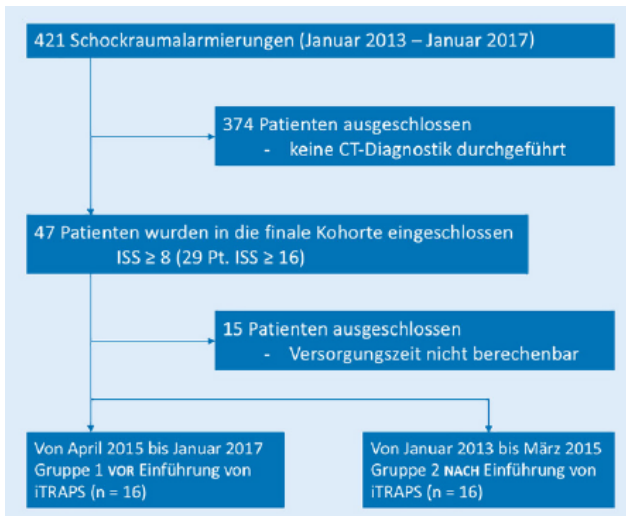 421 Schockraumalarmierungen (Januar 2013 – Januar 2017)
374 Patienten ausgeschlossen
- keine CT-Diagnostik durchgeführt
47 Patienten wurden in die finale Kohorte eingeschlossen
ISS ≥ 8 (29 Pt. ISS ≥ 16)
15 Patienten ausgeschlossen
- Versorgungszeit nicht berechenbar
Von April 2015 bis Januar 2017
Gruppe 1 VOR Einführung von
iTRAPS (n = 16)
Von Januar 2013 bis März 2015
Gruppe 2 NACH Einführung von
iTRAPS (n = 16)